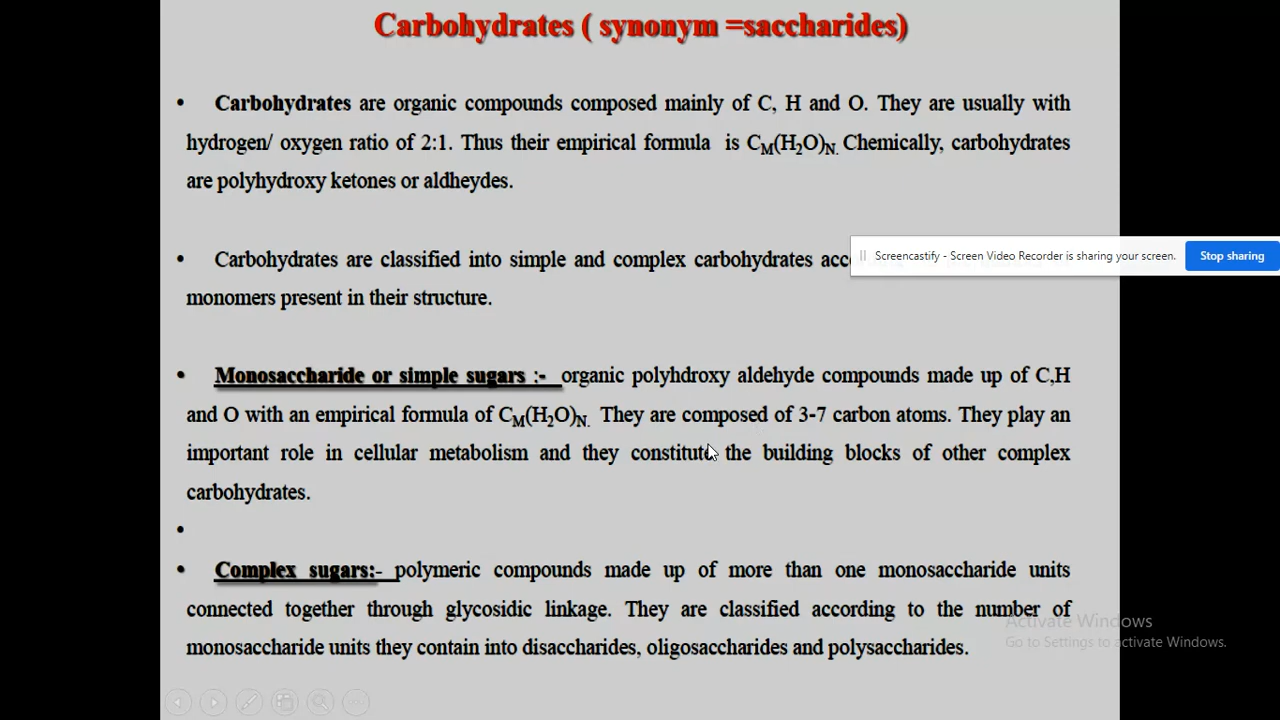 Carbohydrates ( synonym =saccharides)
• Carbohydrates are organic compounds composed mainly of C, H and O. They are usually with
hydrogen/ oxygen ratio of 2:1. Thus their empirical formula is CM(H2O)N. Chemically, carbohydrates
are polyhydroxy ketones or aldheydes.
• Carbohydrates are classified into simple and complex carbohydrates
Screencastify - Screen Video Recorder is sharing your screen. Stop sharing
monomers present in their structure.
• Monosaccharide or simple sugars :- organic polyhdroxy aldehyde compounds made up of C,H
and O with an empirical formula of CM(H2O)N. They are composed of 3-7 carbon atoms. They play an
important role in cellular metabolism and they constitute the building blocks of other complex
carbohydrates.
•
• Complex sugars:- polymeric compounds made up of more than one monosaccharide units
connected together through glycosidic linkage. They are classified according to the number of
monosaccharide units they contain into disaccharides, oligosaccharides and polysaccharides.
Activate Windows
Go to Settings to activate Windows.